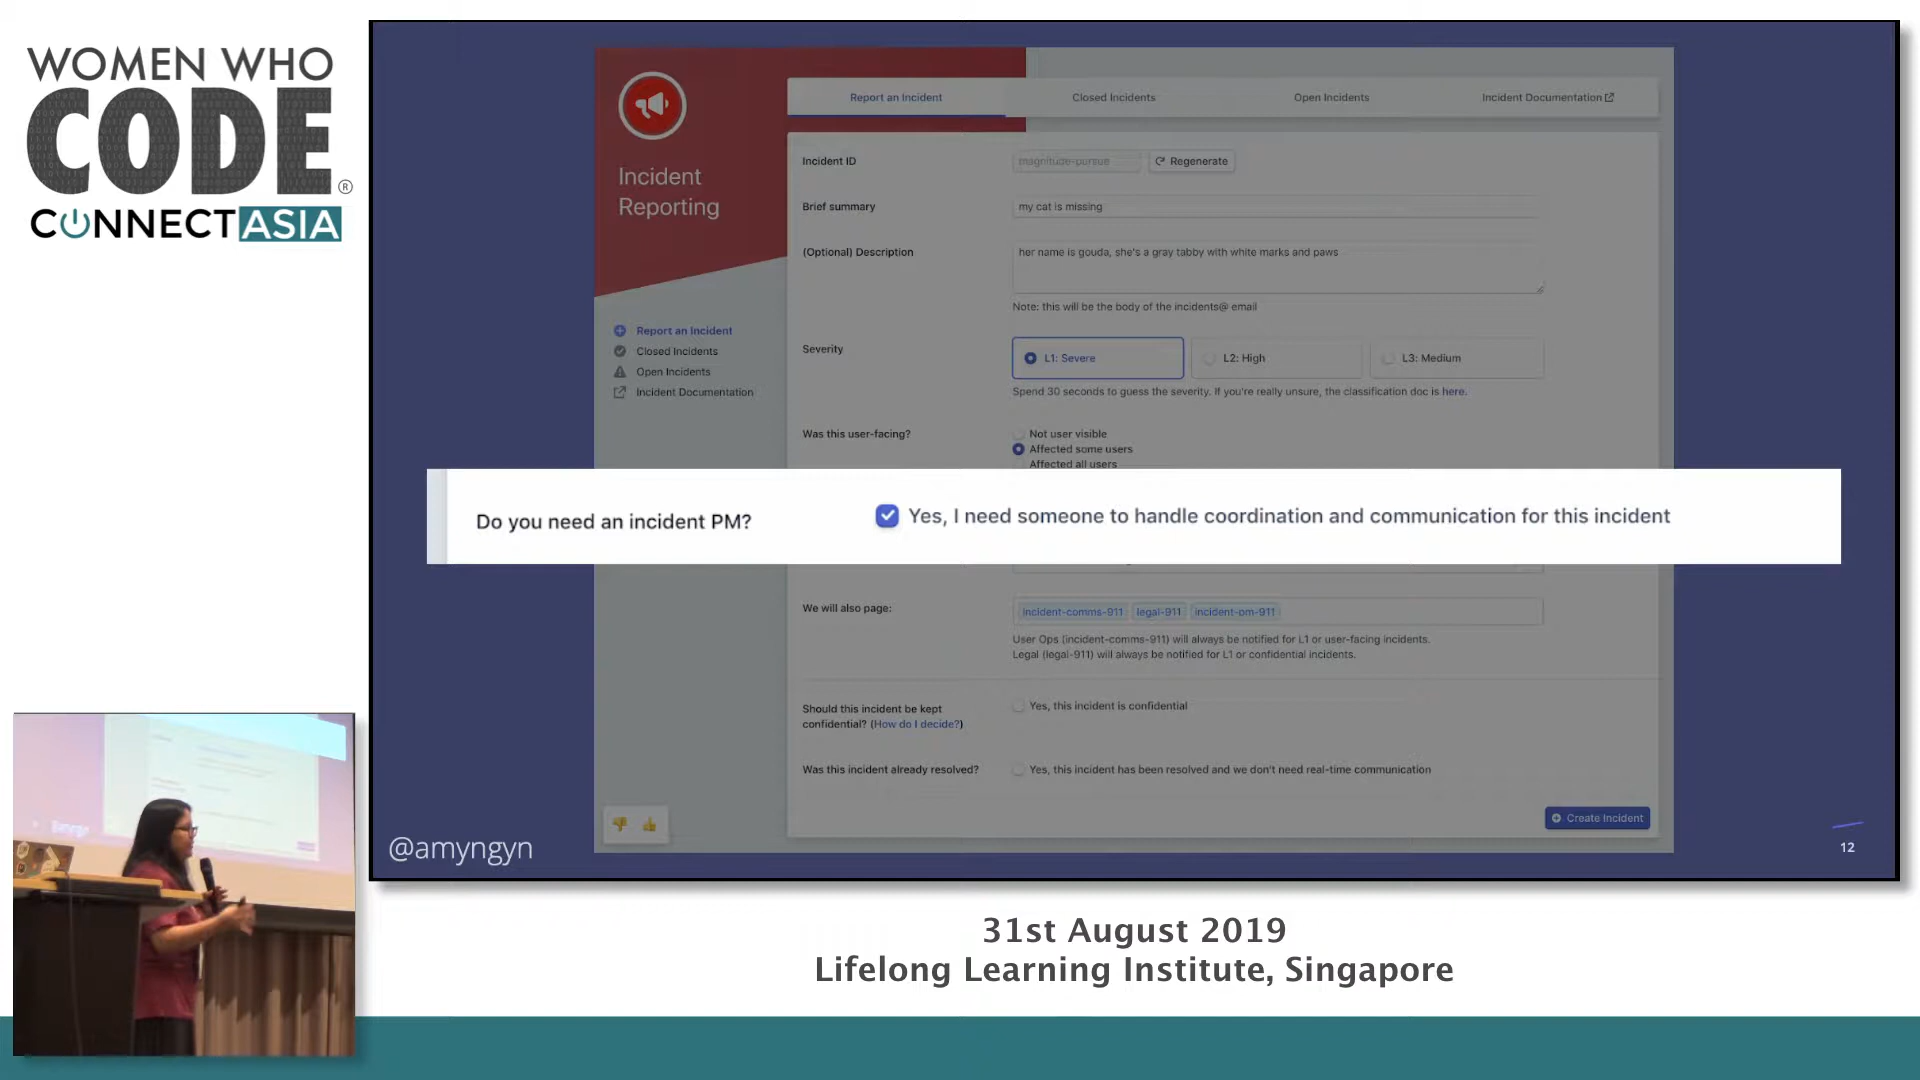 WOMEN WHO
CODE®
CONNECT ASIA
Incident
Reporting
Report an Incident
Closed Incidents
Open Incidents
Incident Documentation
Report an Incident
Closed Incidents
Open Incidents
Incident Documentation
Incident ID
magnitude-pursue
Regenerate
Brief summary
my cat is missing
(Optional) Description
her name is gouda, she's a gray tabby with white marks and paws
Note: this will be the body of the incidents@ email
Severity
L1: Severe
L2: High
L3: Medium
Spend 30 seconds to guess the severity. If you're really unsure, the classification doc is here.
Was this user-facing?
Not user visible
Affected some users
Affected all users
Do you need an incident PM?
Yes, I need someone to handle coordination and communication for this incident
We will also page:
incident-comms-911
legal-911
incident-pm-911
User Ops (incident-comms-911) will always be notified for L1 or user-facing incidents.
Legal (legal-911) will always be notified for L1 or confidential incidents.
Should this incident be kept
confidential? (How do I decide?)
Yes, this incident is confidential
Was this incident already resolved?
Yes, this incident has been resolved and we don't need real-time communication
Create Incident
@amyngyn
12
31st August 2019
Lifelong Learning Institute, Singapore